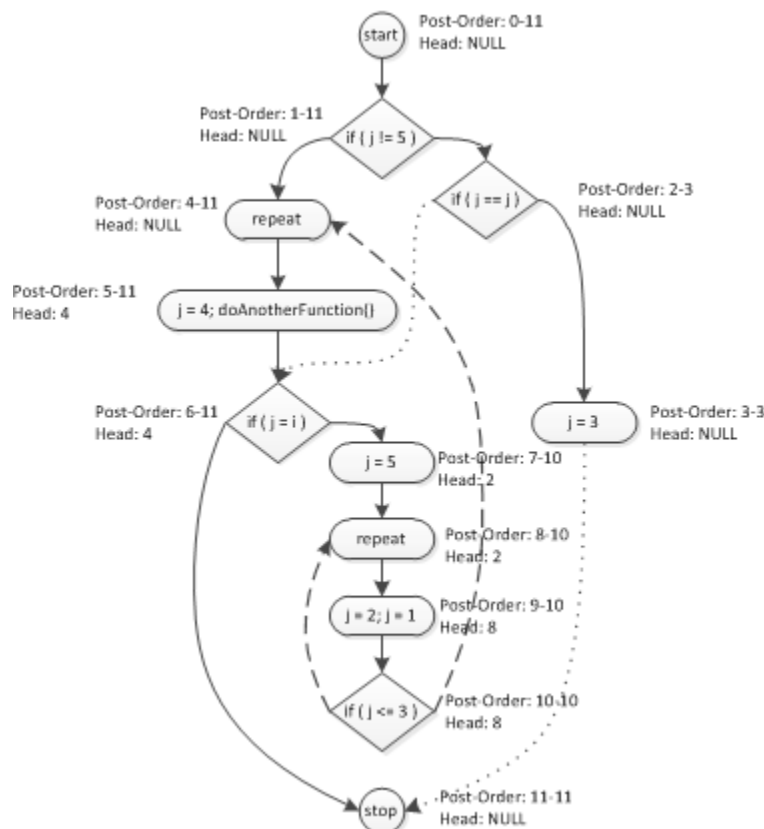 start
Post-Order: 0-11
Head: NULL
Post-Order: 1-11
Head: NULL
if ( j != 5 )
if ( j == j )
Post-Order: 2-3
Head: NULL
Post-Order: 4-11
Head: NULL
repeat
Post-Order: 5-11
Head: 4
j = 4; doAnotherFunction()
Post-Order: 6-11
Head: 4
if ( j = i )
j = 3
Post-Order: 3-3
Head: NULL
j = 5
Post-Order: 7-10
Head: 2
repeat
Post-Order: 8-10
Head: 2
j = 2; j = 1
Post-Order: 9-10
Head: 8
if ( j <= 3 )
Post-Order: 10-10
Head: 8
stop
Post-Order: 11-11
Head: NULL